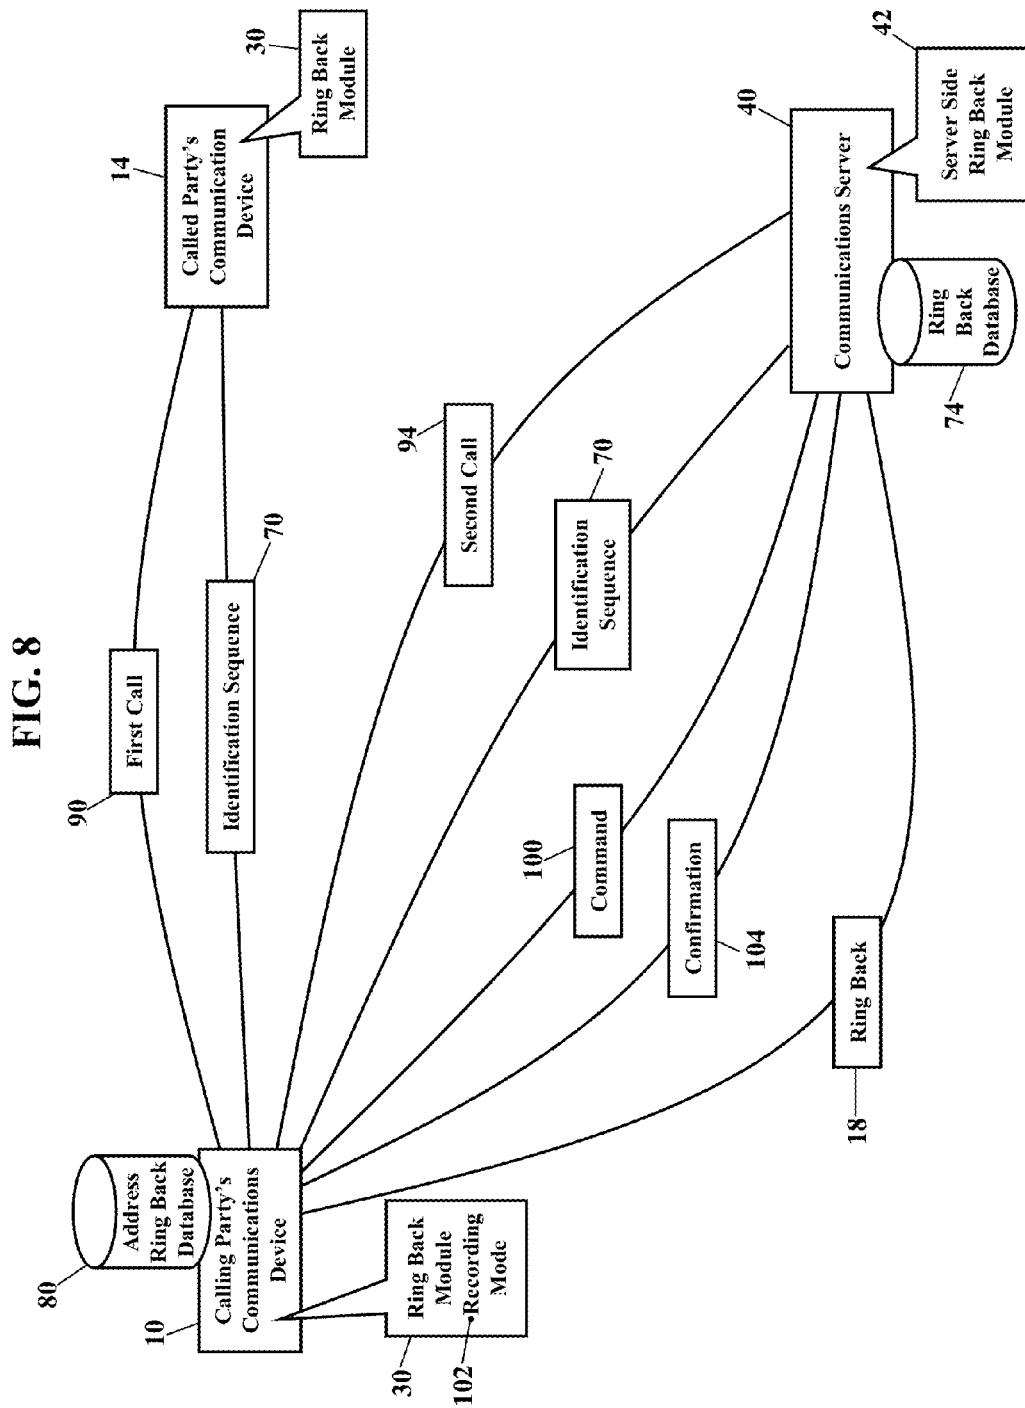 FIG. 8
80
Address
Ring Back
Database
10
Calling Party's
Communications
Device
30
Ring Back
Module
•Recording
Mode
102
90
First Call
Identification Sequence
70
14
Called Party's
Communication
Device
30
Ring Back
Module
94
Second Call
70
Identification
Sequence
100
Command
Confirmation
104
Ring Back
18
40
Communications Server
42
Server Side
Ring Back
Module
Ring
Back
Database
74